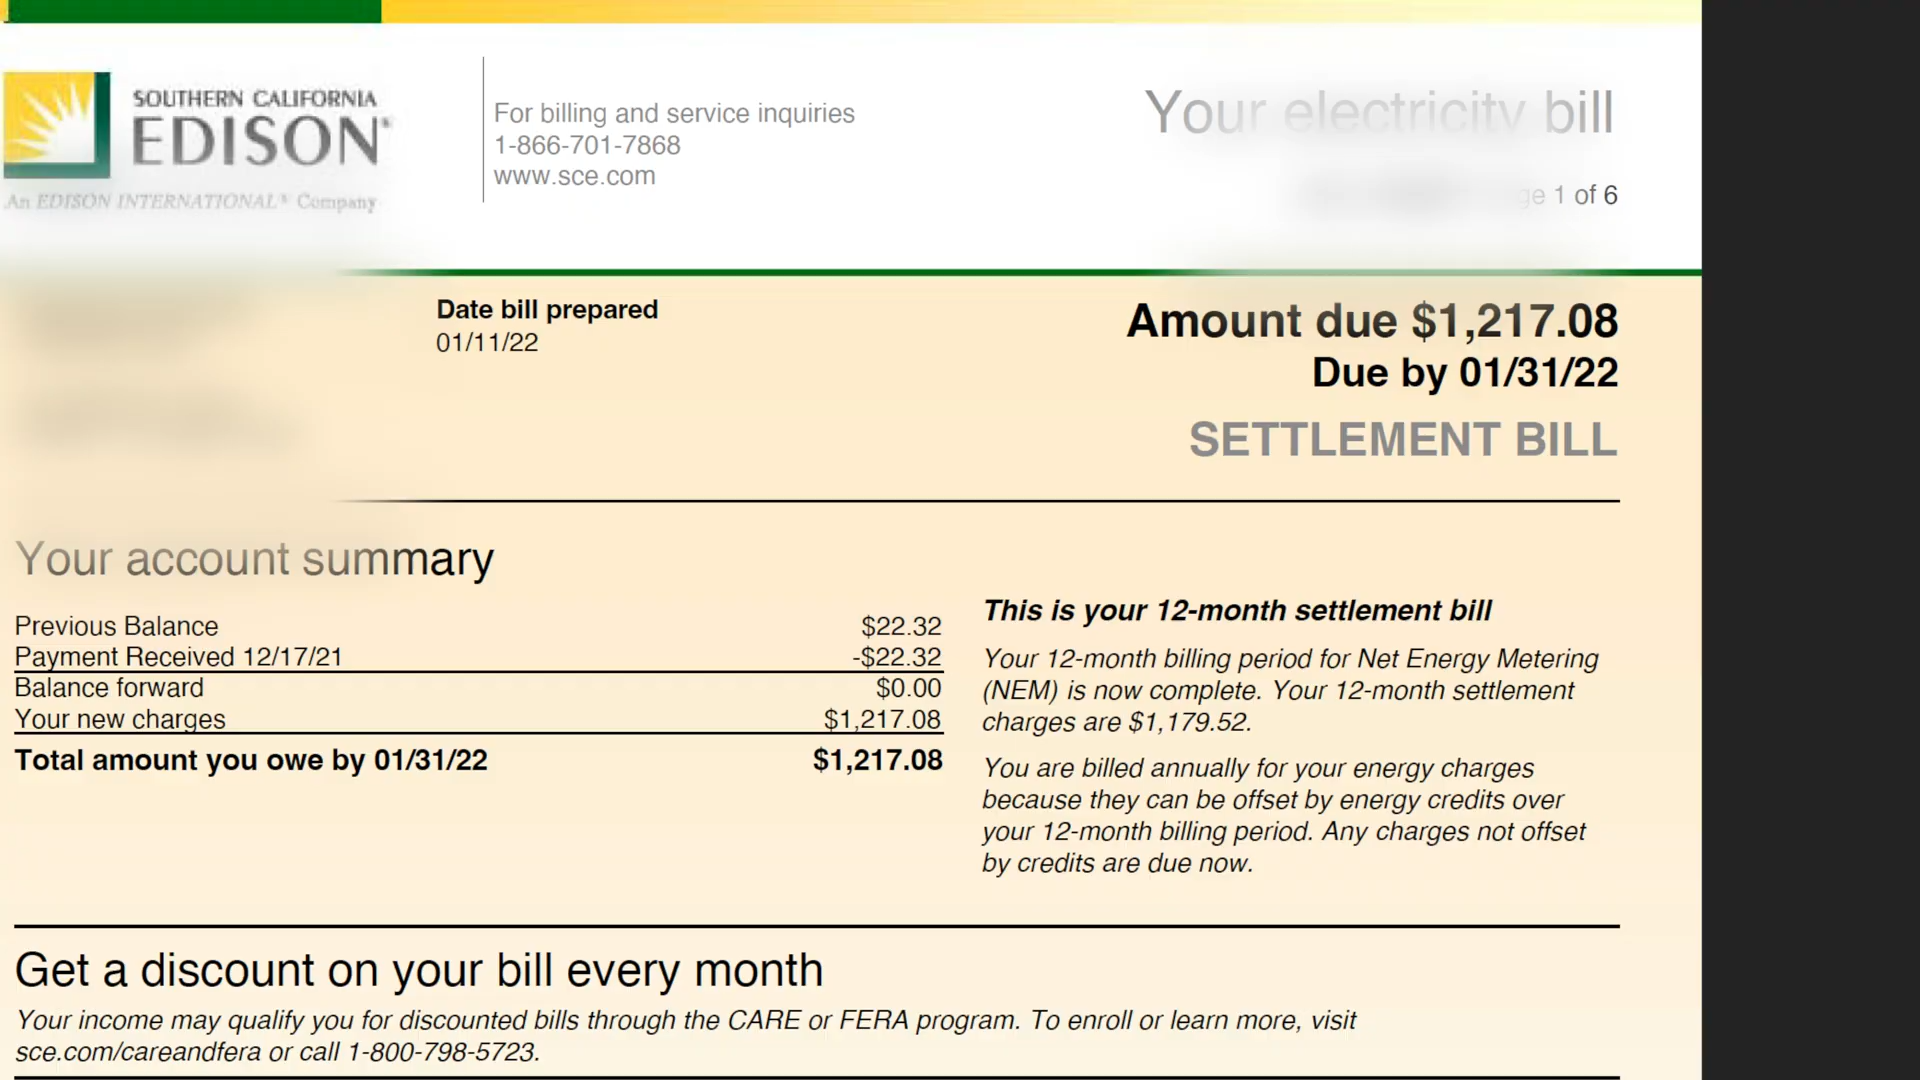 SOUTHERN CALIFORNIA
EDISON®
An EDISON INTERNATIONAL® Company
For billing and service inquiries
1-866-701-7868
www.sce.com
Your electricity bill
1 of 6
Date bill prepared
01/11/22
Amount due $1,217.08
Due by 01/31/22
SETTLEMENT BILL
Your account summary
Previous Balance $22.32
Payment Received 12/17/21 -$22.32
Balance forward $0.00
Your new charges $1,217.08
Total amount you owe by 01/31/22 $1,217.08
This is your 12-month settlement bill
Your 12-month billing period for Net Energy Metering
(NEM) is now complete. Your 12-month settlement
charges are $1,179.52.
You are billed annually for your energy charges
because they can be offset by energy credits over
your 12-month billing period. Any charges not offset
by credits are due now.
Get a discount on your bill every month
Your income may qualify you for discounted bills through the CARE or FERA program. To enroll or learn more, visit
sce.com/careandfera or call 1-800-798-5723.